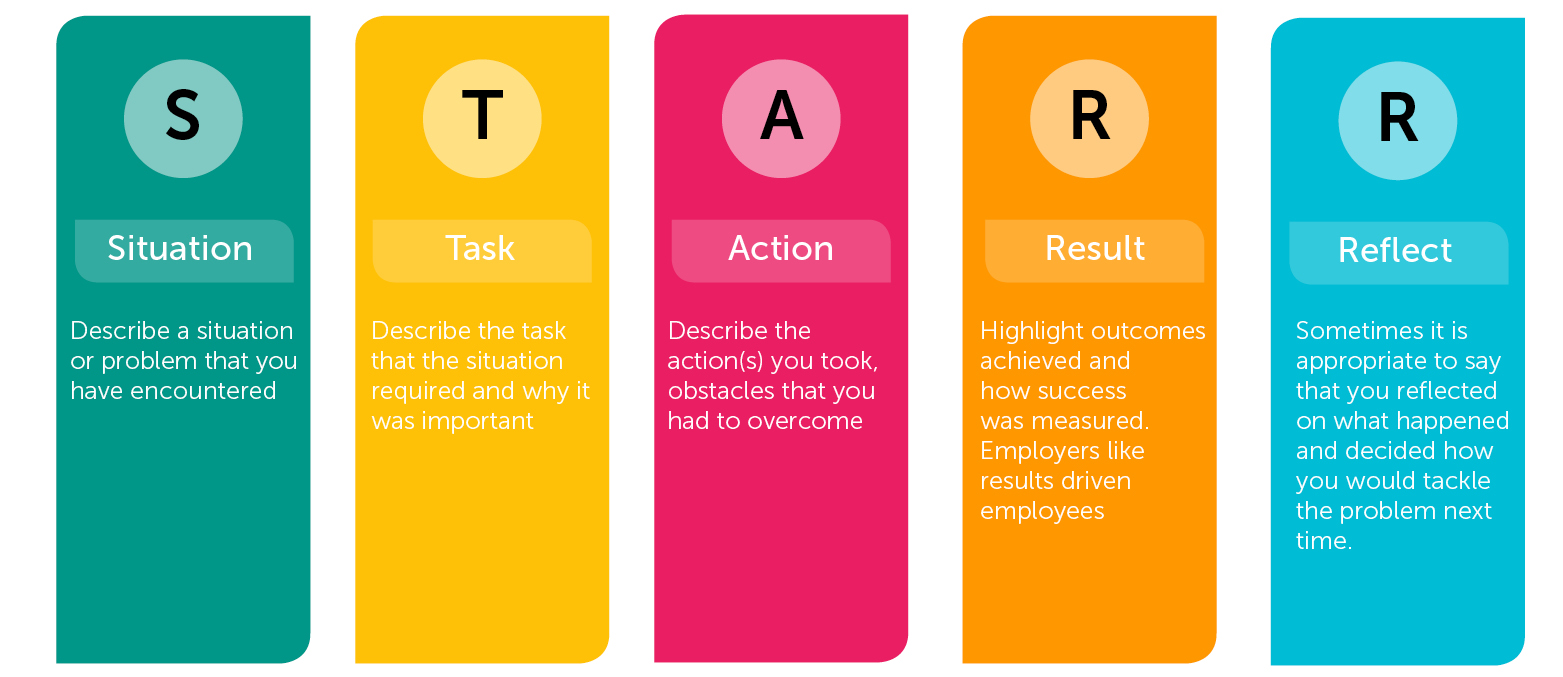 S
Situation
Describe a situation
or problem that you
have encountered
T
Task
Describe the task
that the situation
required and why it
was important
A
Action
Describe the
action(s) you took,
obstacles that you
had to overcome
R
Result
Highlight outcomes
achieved and
how success
was measured.
Employers like
results driven
employees
R
Reflect
Sometimes it is
appropriate to say
that you reflected
on what happened
and decided how
you would tackle
the problem next
time.